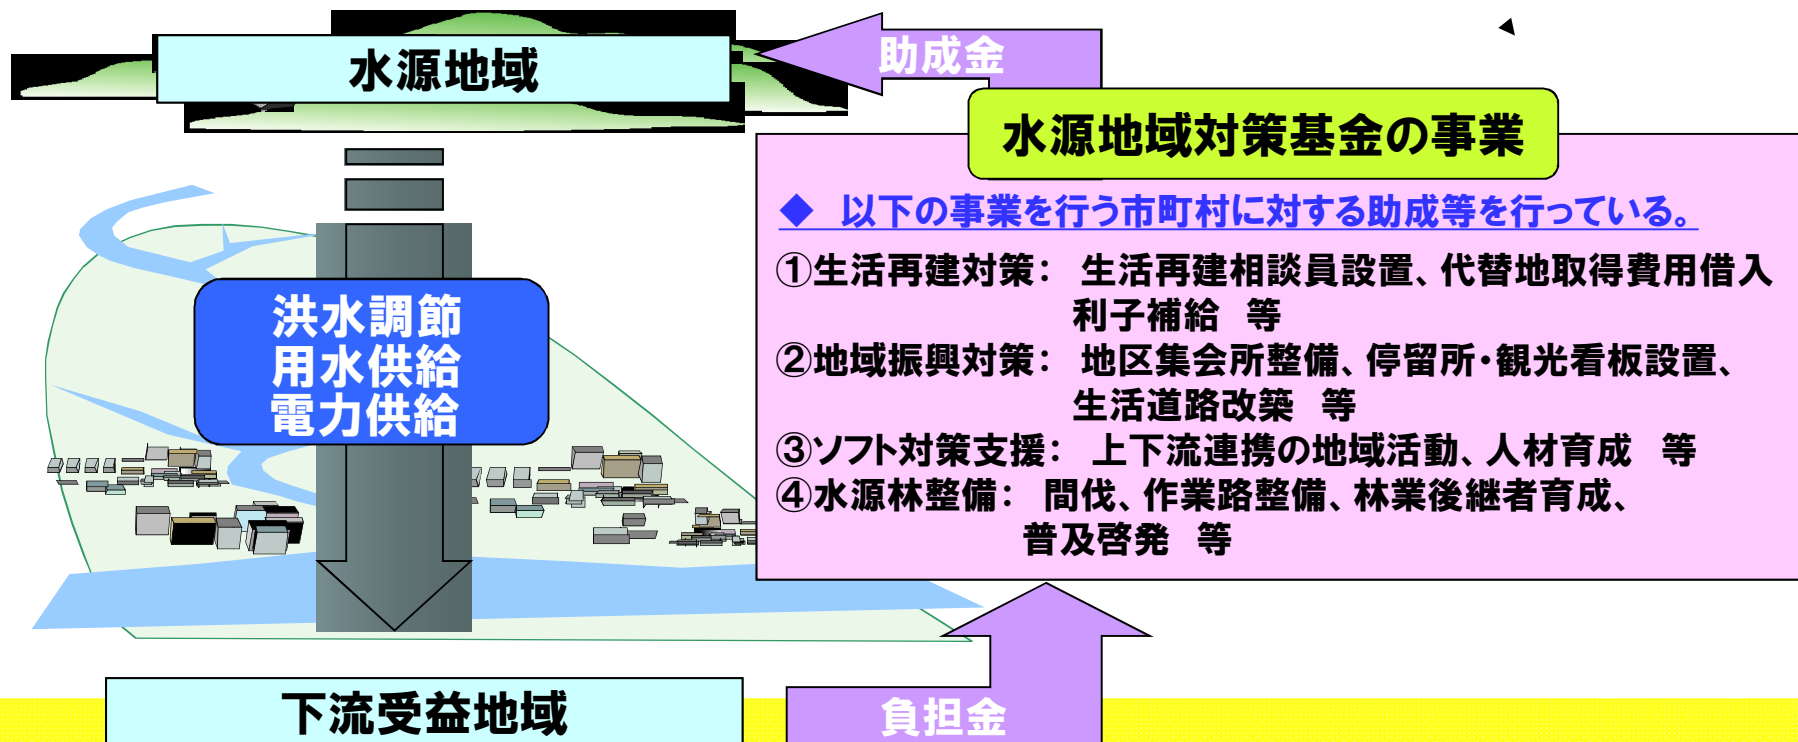 水源地域
助成金
水源地域対策基金の事業
◆ 以下の事業を行う市町村に対する助成等を行っている。
①生活再建対策： 生活再建相談員設置、代替地取得費用借入
利子補給 等
②地域振興対策： 地区集会所整備、停留所・観光看板設置、
生活道路改築 等
③ソフト対策支援： 上下流連携の地域活動、人材育成 等
④水源林整備： 間伐、作業路整備、林業後継者育成、
普及啓発 等
洪水調節
用水供給
電力供給
下流受益地域
負担金